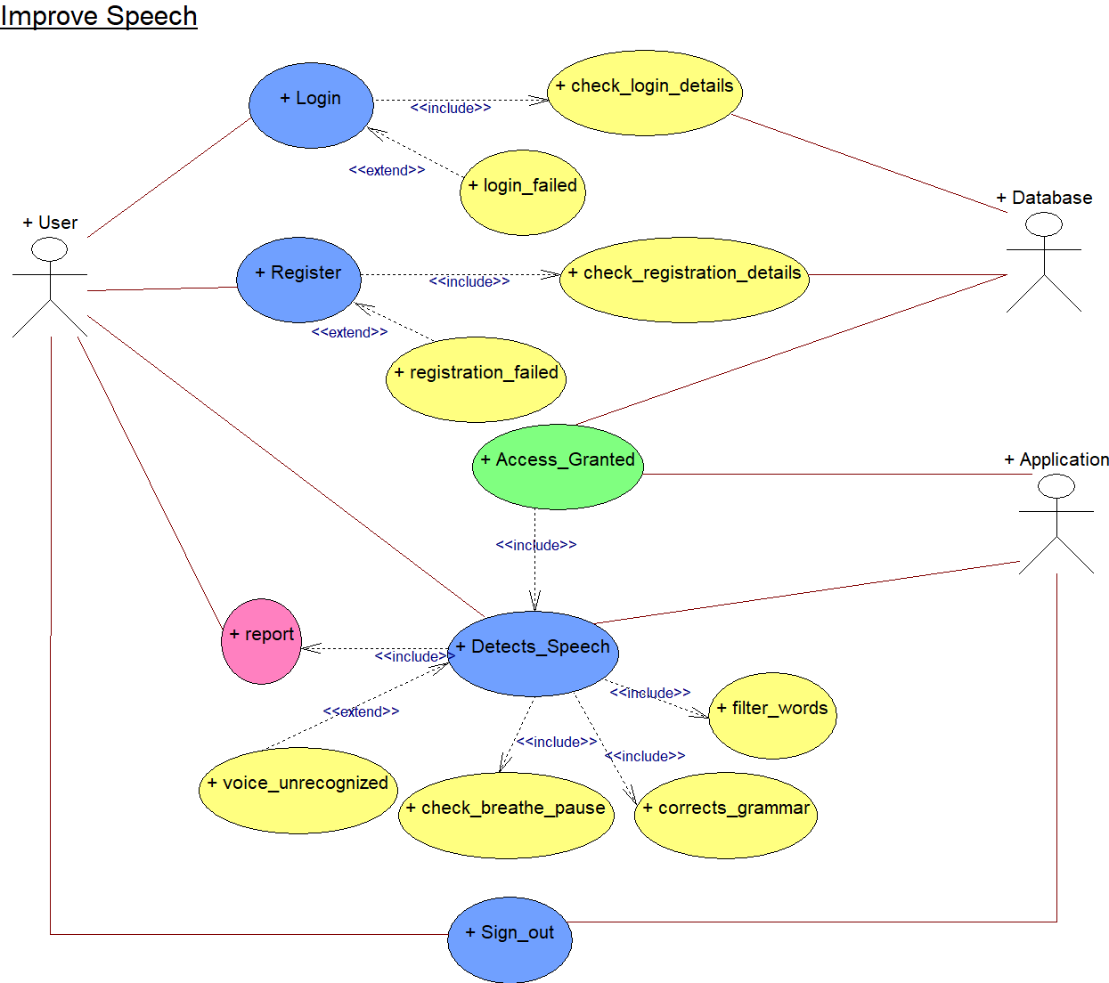 Improve Speech
+ Login
<<include>>
+ check_login_details
<<extend>>
+ login_failed
+ User
+ Database
+ Register
<<include>>
+ check_registration_details
<<extend>>
+ registration_failed
+ Access_Granted
+ Application
<<include>>
+ report
<<include>>
+ Detects_Speech
<<extend>>
<<include>>
+ filter_words
<<include>>
<<include>>
+ voice_unrecognized
+ check_breathe_pause
+ corrects_grammar
+ Sign_out